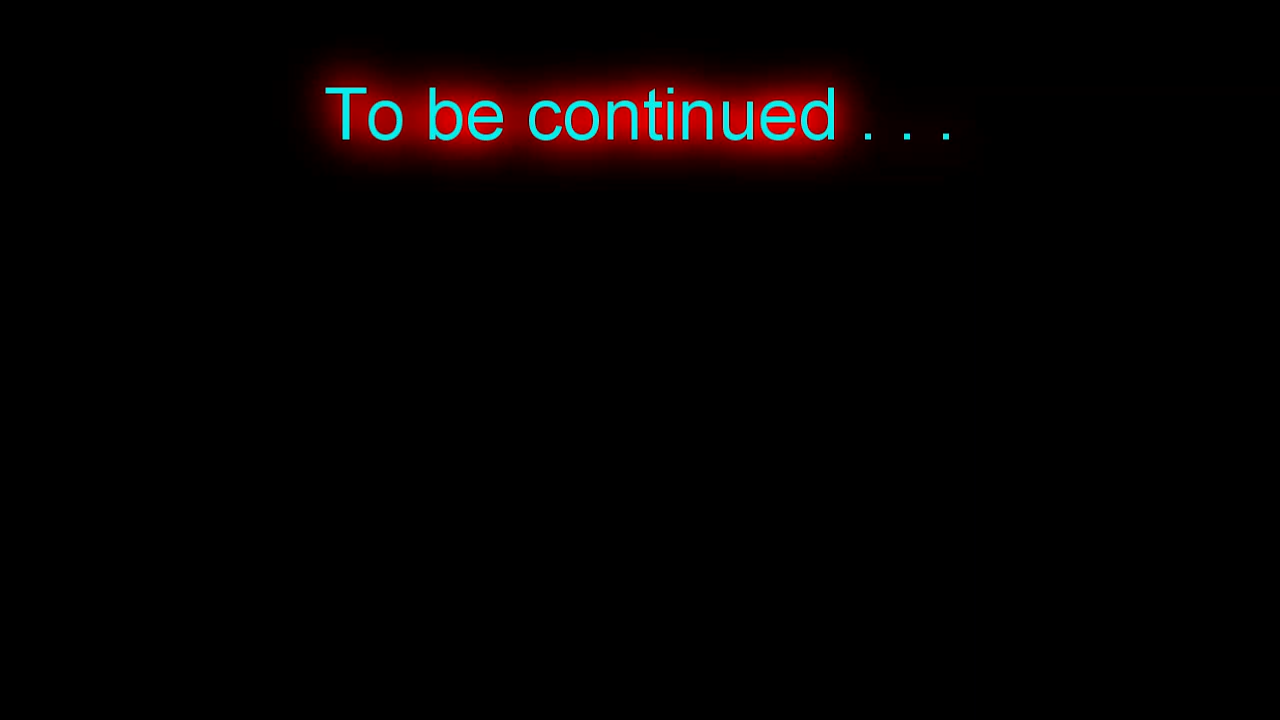 To be continued . . .